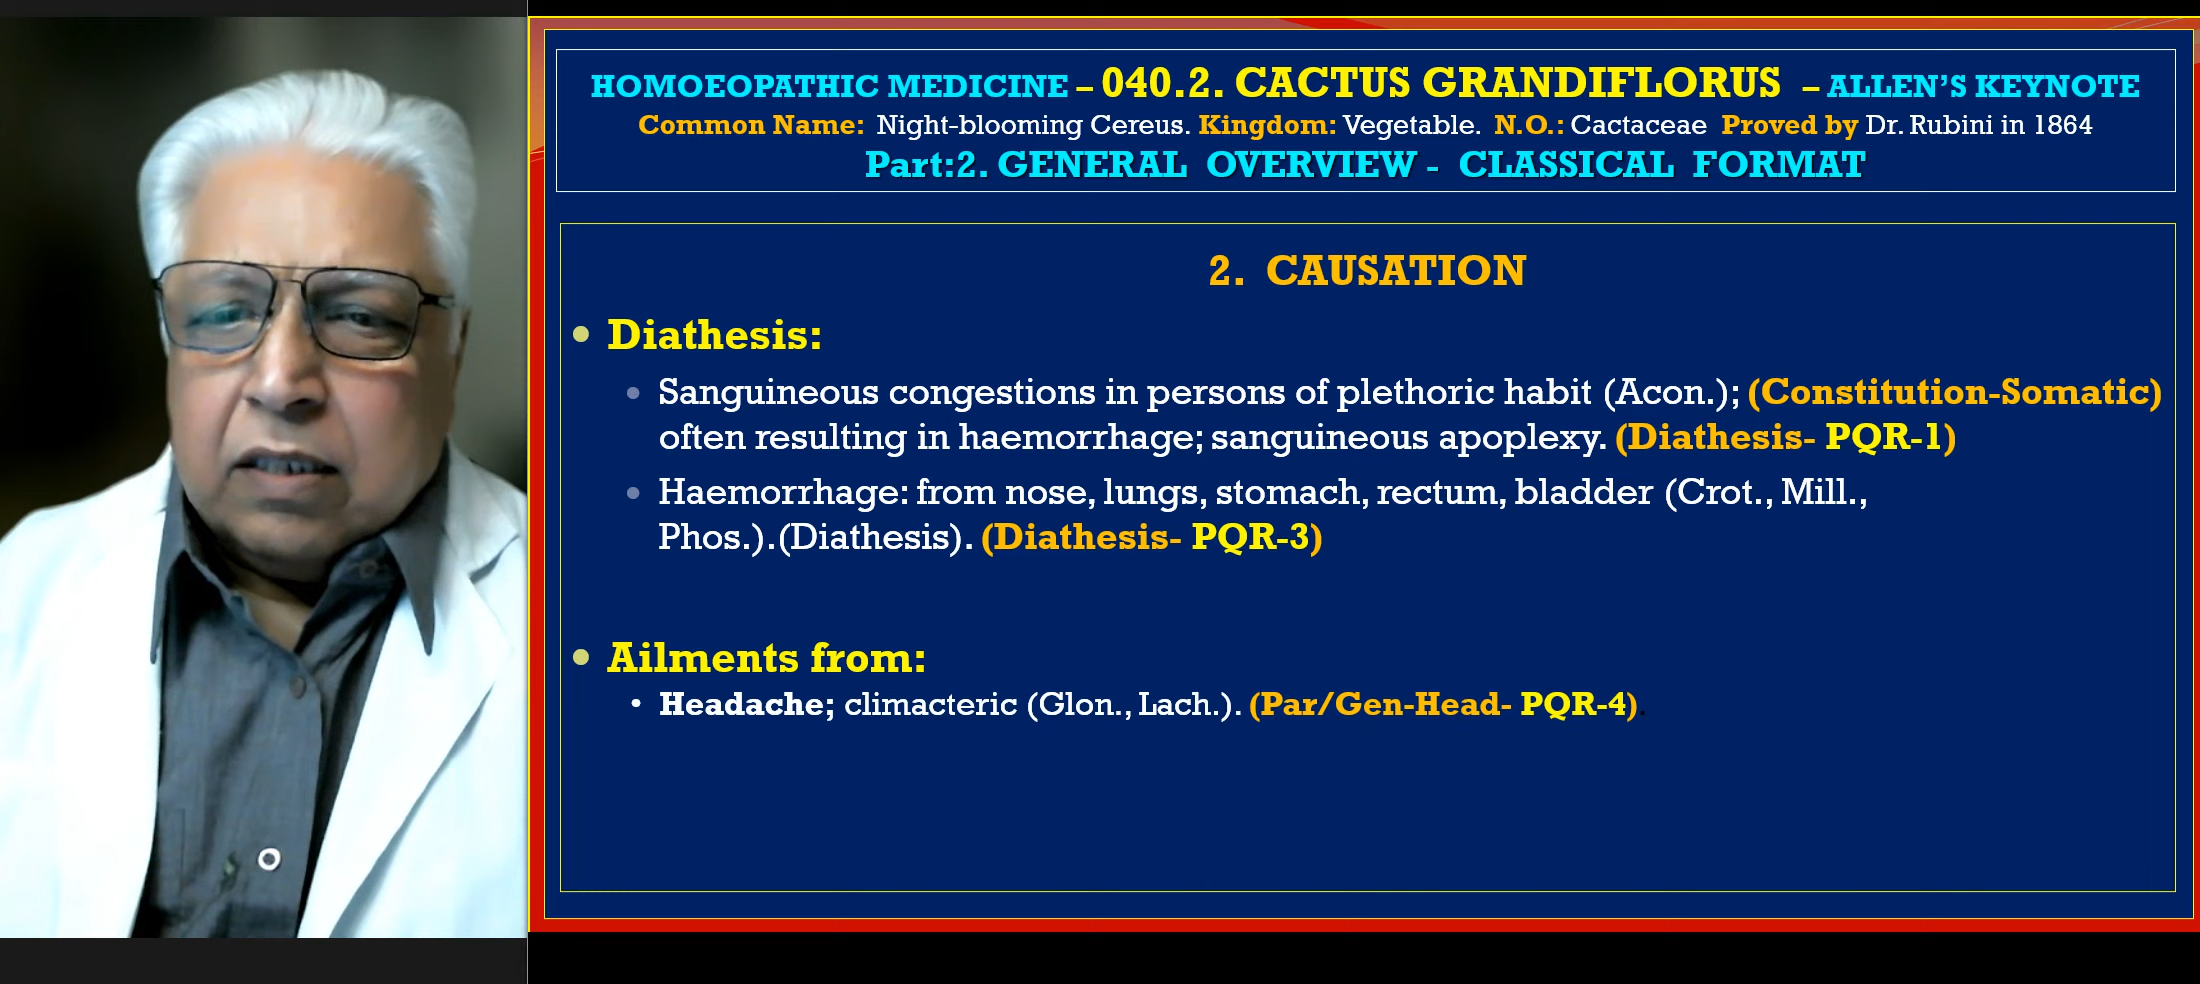 HOMOEOPATHIC MEDICINE – 040.2. CACTUS GRANDIFLORUS – ALLEN’S KEYNOTE
Common Name: Night-blooming Cereus. Kingdom: Vegetable. N.O.: Cactaceae Proved by Dr. Rubini in 1864
Part:2. GENERAL OVERVIEW - CLASSICAL FORMAT
2. CAUSATION
• Diathesis:
• Sanguineous congestions in persons of plethoric habit (Acon.); (Constitution-Somatic)
often resulting in haemorrhage; sanguineous apoplexy. (Diathesis- PQR-1)
• Haemorrhage: from nose, lungs, stomach, rectum, bladder (Crot., Mill.,
Phos.).(Diathesis). (Diathesis- PQR-3)
• Ailments from:
• Headache; climacteric (Glon., Lach.). (Par/Gen-Head- PQR-4).